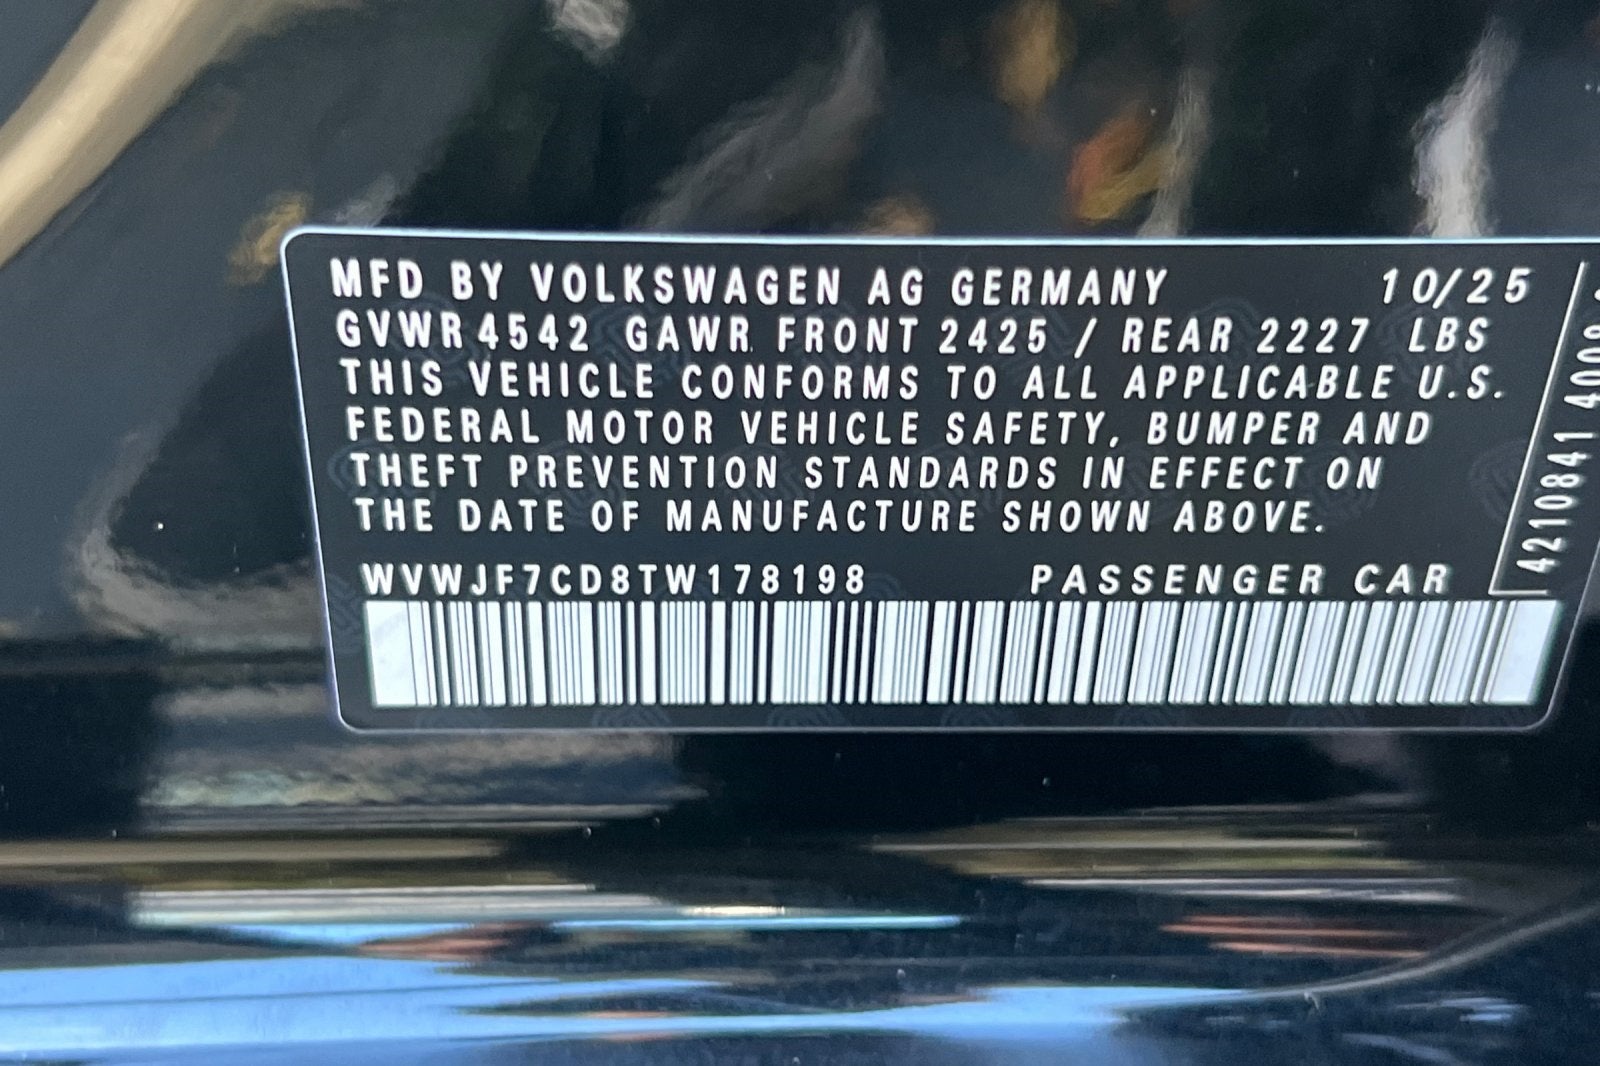 MFD BY VOLKSWAGEN AG GERMANY 10/25
GVWR 4542 GAWR FRONT 2425 / REAR 2227 LBS
THIS VEHICLE CONFORMS TO ALL APPLICABLE U.S.
FEDERAL MOTOR VEHICLE SAFETY, BUMPER AND
THEFT PREVENTION STANDARDS IN EFFECT ON
THE DATE OF MANUFACTURE SHOWN ABOVE.
WVWJF7CD8TW178198 PASSENGER CAR
4210841